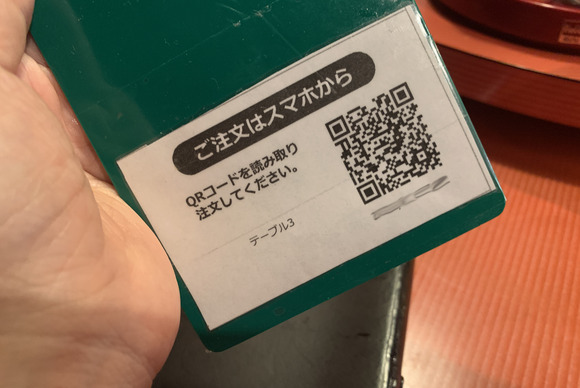 ご注文はスマホから
QRコードを読み取り
注文してください。
テーブル3